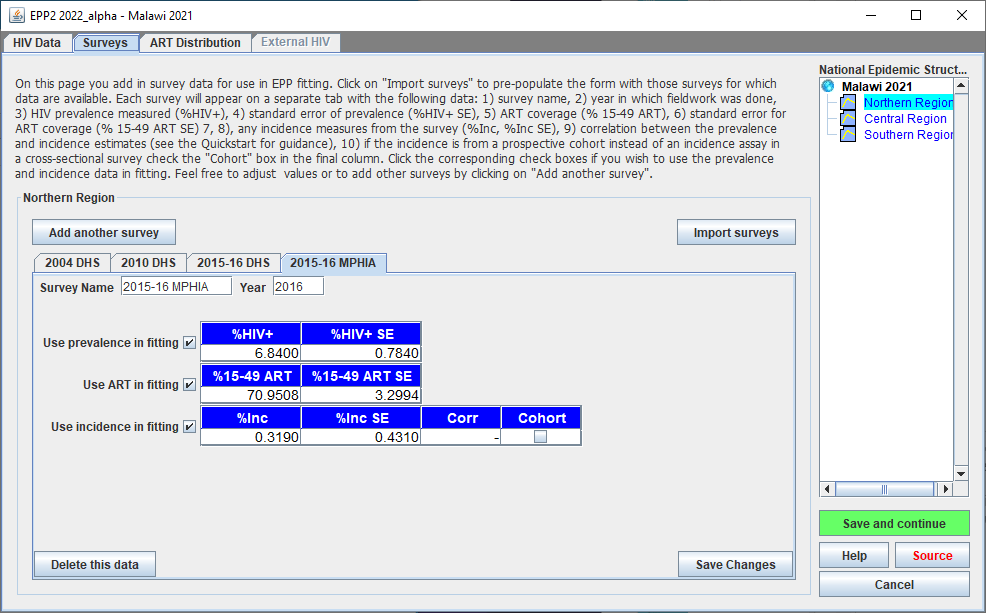 EPP2 2022_alpha - Malawi 2021
HIV Data Surveys ART Distribution External HIV
On this page you add in survey data for use in EPP fitting. Click on "Import surveys" to pre-populate the form with those surveys for which
data are available. Each survey will appear on a separate tab with the following data: 1) survey name, 2) year in which fieldwork was done,
3) HIV prevalence measured (%HIV+), 4) standard error of prevalence (%HIV+ SE), 5) ART coverage (% 15-49 ART), 6) standard error for
ART coverage (% 15-49 ART SE) 7, 8), any incidence measures from the survey (%Inc, %Inc SE), 9) correlation between the prevalence
and incidence estimates (see the Quickstart for guidance), 10) if the incidence is from a prospective cohort instead of an incidence assay in
a cross-sectional survey check the "Cohort" box in the final column. Click the corresponding check boxes if you wish to use the prevalence
and incidence data in fitting. Feel free to adjust values or to add other surveys by clicking on "Add another survey".
Northern Region
Add another survey Import surveys
2004 DHS 2010 DHS 2015-16 DHS 2015-16 MPHIA
Survey Name 2015-16 MPHIA Year 2016
%HIV+ %HIV+ SE
Use prevalence in fitting
6.8400 0.7840
%15-49 ART %15-49 ART SE
Use ART in fitting
70.9508 3.2994
%Inc %Inc SE Corr Cohort
Use incidence in fitting
0.3190 0.4310 -
Delete this data Save Changes
National Epidemic Struct...
Malawi 2021
Northern Region
Central Region
Southern Region
Save and continue
Help Source
Cancel